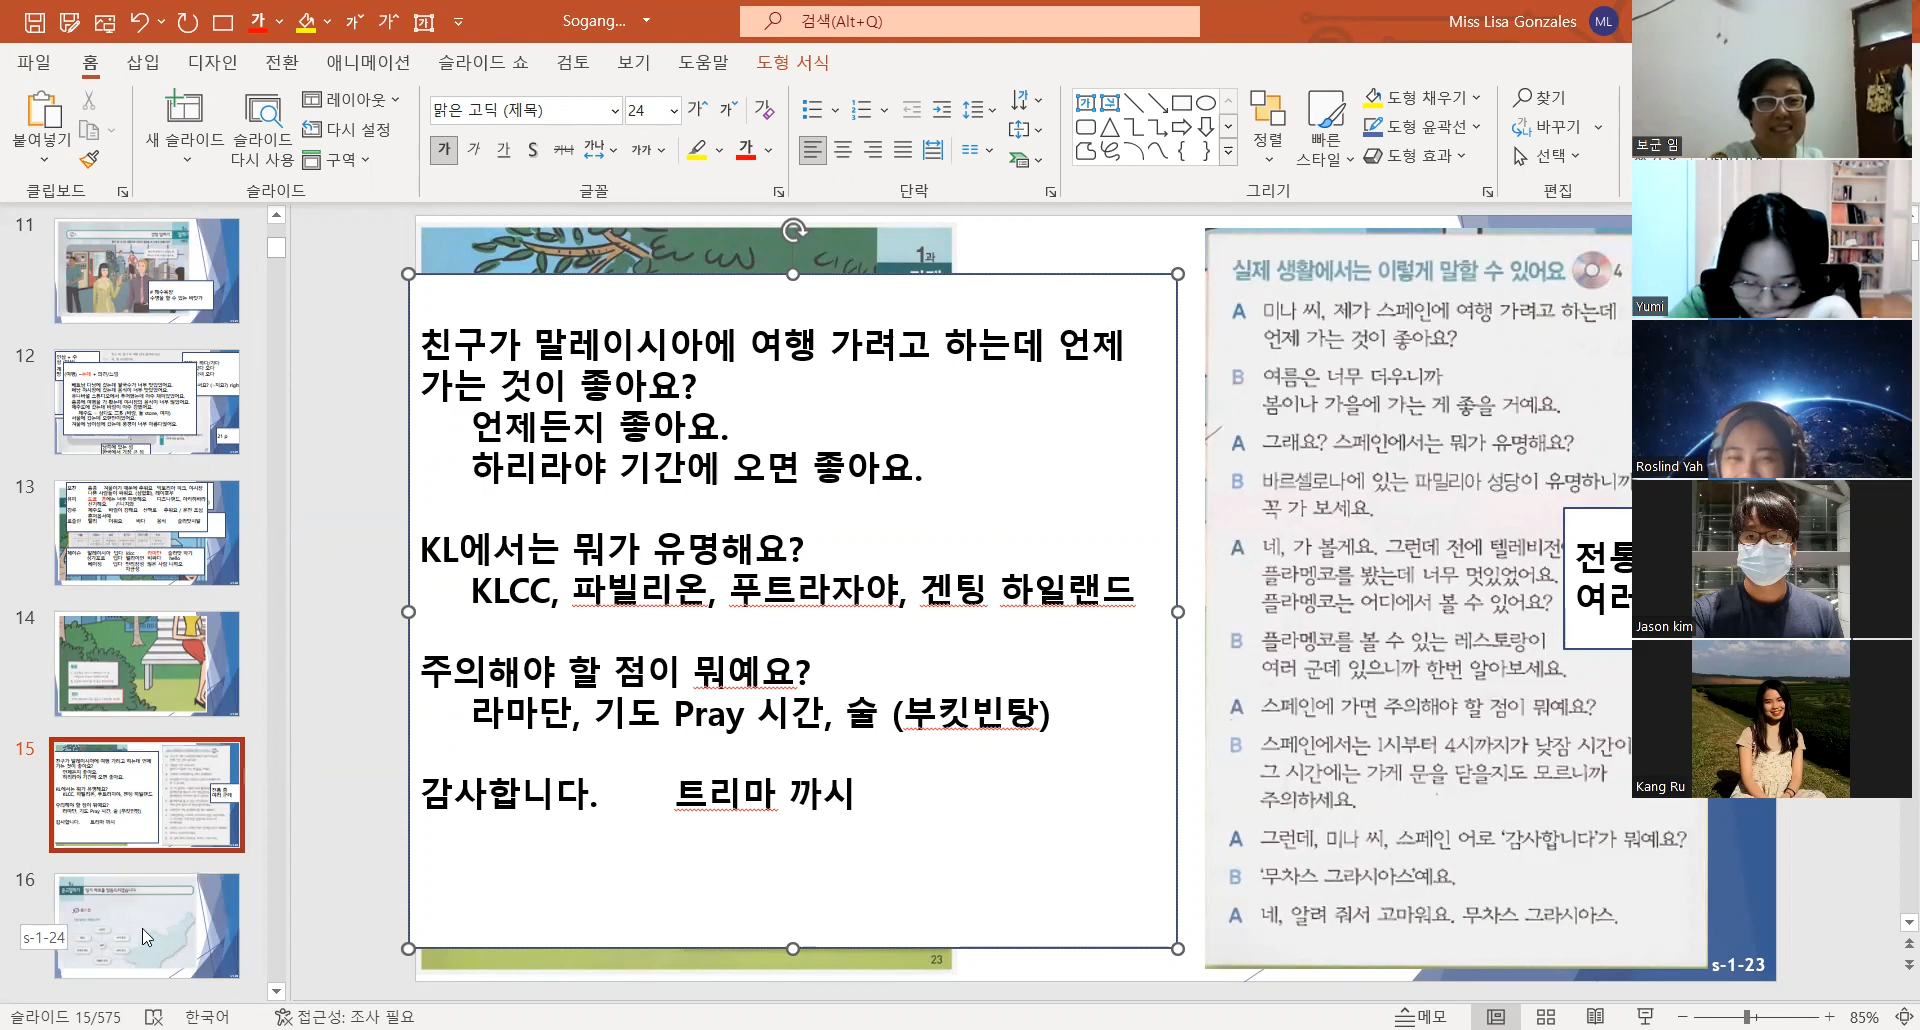 Sogang...
검색(Alt+Q)
Miss Lisa Gonzales
ML
파일 홈 삽입 디자인 전환 애니메이션 슬라이드 쇼 검토 보기 도움말 도형 서식
붙여넣기
새 슬라이드
슬라이드 다시 사용
레이아웃
다시 설정
구역
맑은 고딕 (제목)
24
정렬
빠른 스타일
도형 채우기
도형 윤곽선
도형 효과
찾기
바꾸기
선택
클립보드
슬라이드
글꼴
단락
그리기
편집
11
12
13
14
15
16
s-1-24
1과
친구가 말레이시아에 여행 가려고 하는데 언제
가는 것이 좋아요?
언제든지 좋아요.
하리라야 기간에 오면 좋아요.
KL에서는 뭐가 유명해요?
KLCC, 파빌리온, 푸트라자야, 겐팅 하일랜드
주의해야 할 점이 뭐예요?
라마단, 기도 Pray 시간, 술 (부킷빈탕)
감사합니다. 트리마 까시
23
실제 생활에서는 이렇게 말할 수 있어요 4
A 미나 씨, 제가 스페인에 여행 가려고 하는데
언제 가는 것이 좋아요?
B 여름은 너무 더우니까
봄이나 가을에 가는 게 좋을 거예요.
A 그래요? 스페인에서는 뭐가 유명해요?
B 바르셀로나에 있는 파밀리아 성당이 유명하니까
꼭 가 보세요.
A 네, 가 볼게요. 그런데 전에 텔레비전
플라멩코를 봤는데 너무 멋있었어요.
플라멩코는 어디에서 볼 수 있어요?
B 플라멩코를 볼 수 있는 레스토랑이
여러 군데 있으니까 한번 알아보세요.
A 스페인에 가면 주의해야 할 점이 뭐예요?
B 스페인에서는 1시부터 4시까지가 낮잠 시간이
그 시간에는 가게 문을 닫을지도 모르니까
주의하세요.
A 그런데, 미나 씨, 스페인 어로 ‘감사합니다’가 뭐예요?
B ‘무차스 그라시아스’예요.
A 네, 알려 줘서 고마워요. 무차스 그라시아스.
전통
여러
s-1-23
보군 임
Yumi
Roslind Yah
Jason kim
Kang Ru
슬라이드 15/575
한국어
접근성: 조사 필요
메모
85%